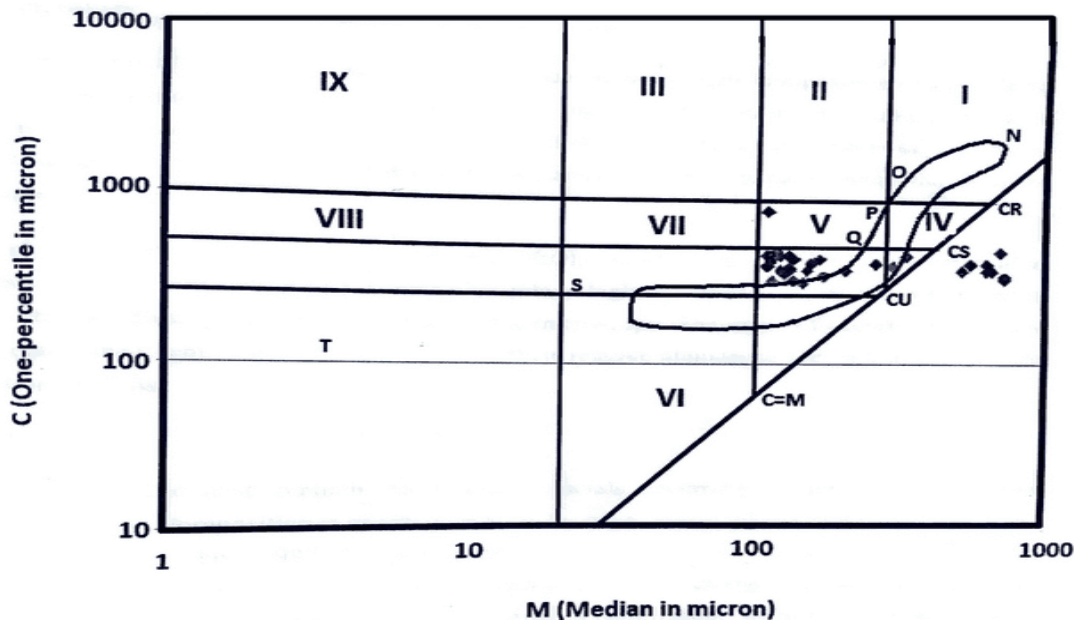 10000
IX
III
II
I
N
O
1000
VIII
VII
V
P
IV
CR
Q
CS
S
CU
T
100
VI
C=M
10
1
10
100
1000
C (One-percentile in micron)
M (Median in micron)